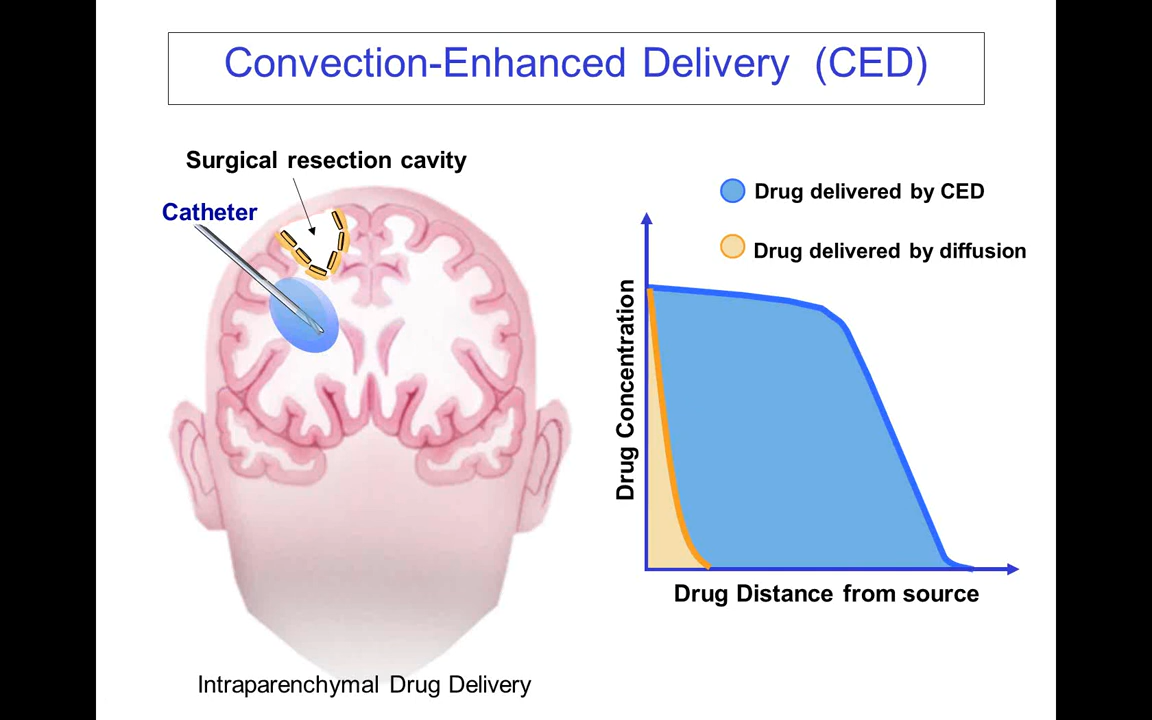 Convection-Enhanced Delivery (CED)
Surgical resection cavity
Catheter
Drug delivered by CED
Drug delivered by diffusion
Drug Concentration
Drug Distance from source
Intraparenchymal Drug Delivery